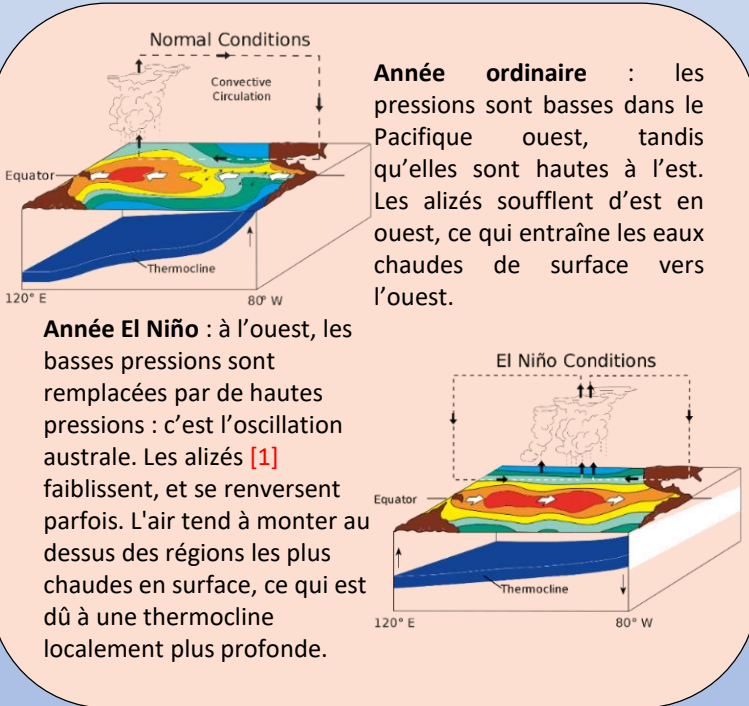 Normal Conditions
Convective
Circulation
Equator
Thermocline
120° E
80° W
Année ordinaire : les
pressions sont basses dans le
Pacifique ouest, tandis
qu'elles sont hautes à l'est.
Les alizés soufflent d'est en
ouest, ce qui entraîne les eaux
chaudes de surface vers
l'ouest.
Année El Niño : à l'ouest, les
basses pressions sont
remplacées par de hautes
pressions : c'est l'oscillation
australe. Les alizés [1]
faiblissent, et se renversent
parfois. L'air tend à monter au
dessus des régions les plus
chaudes en surface, ce qui est
dû à une thermocline
localement plus profonde.
El Niño Conditions
Equator
Thermocline
120° E
80° W